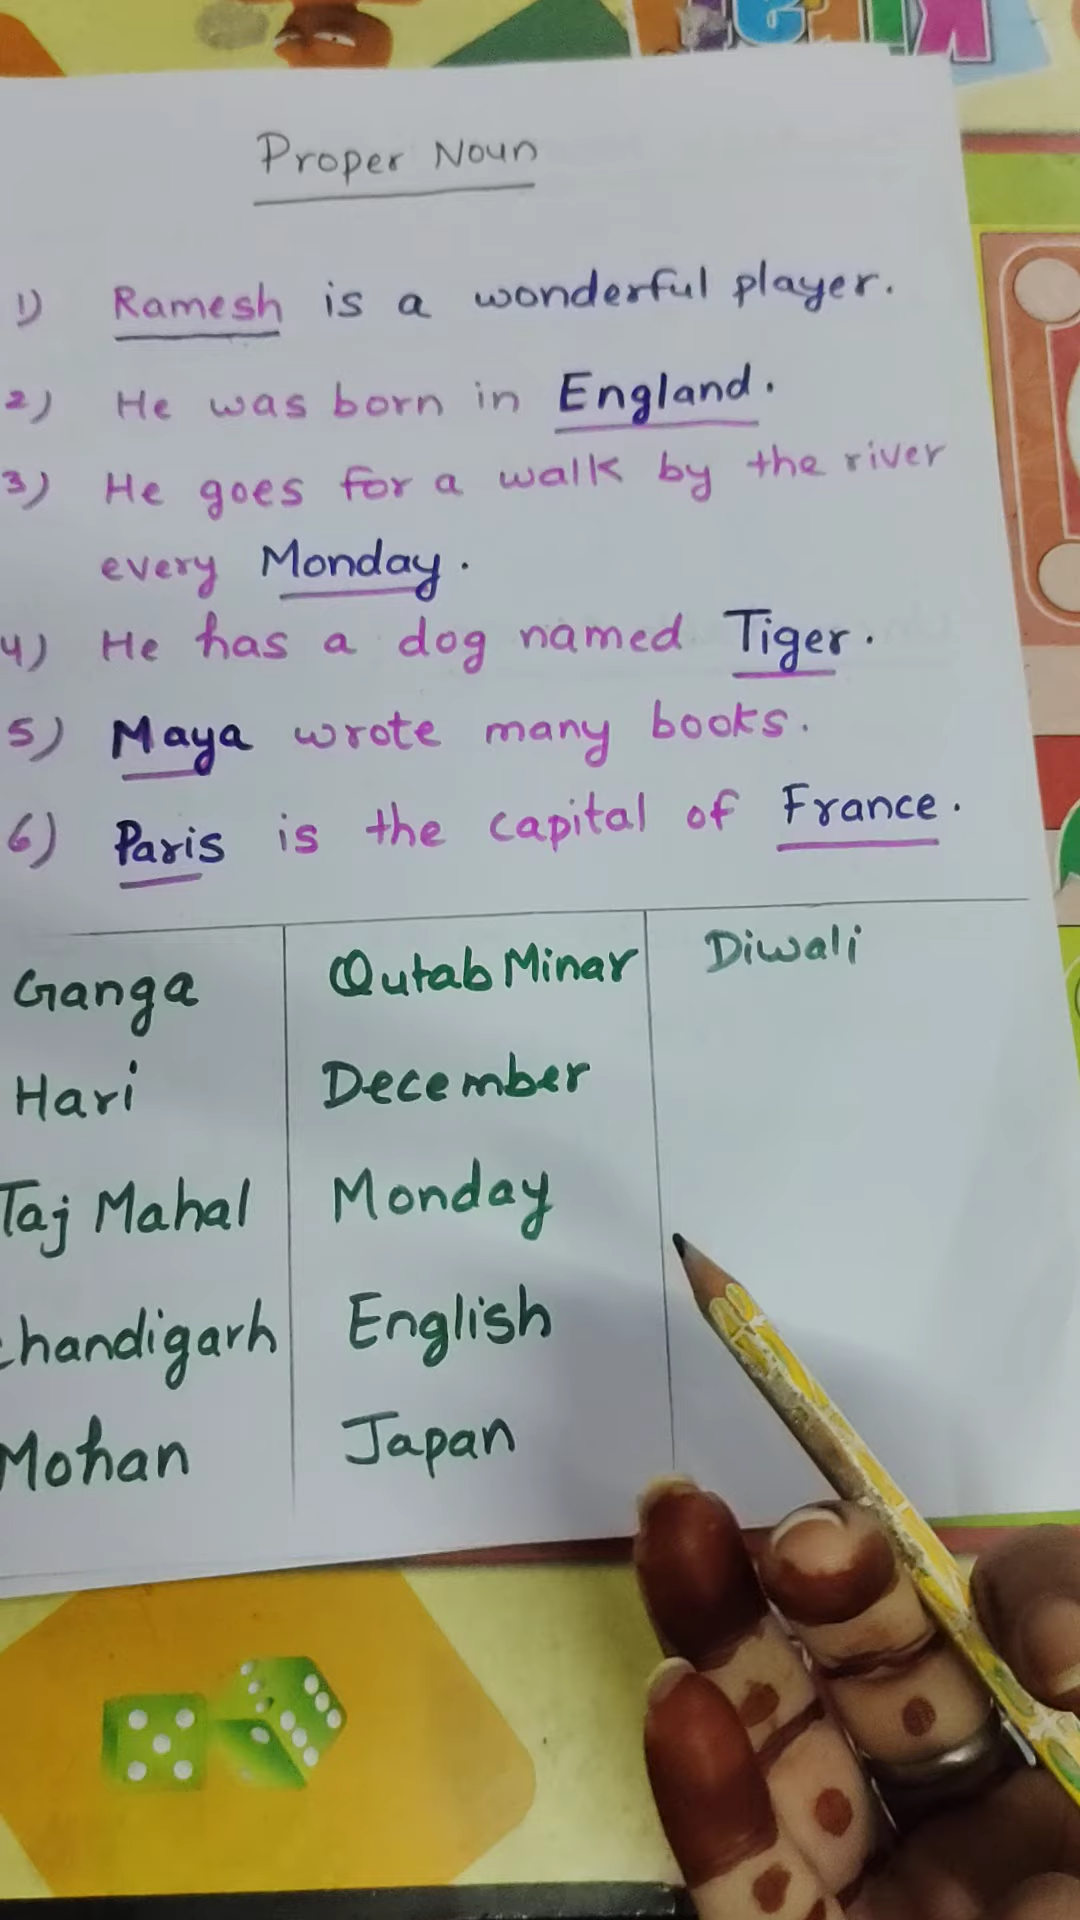 Proper Noun
1) Ramesh is a wonderful player.
2) He was born in England.
3) He goes for a walk by the river
every Monday.
4) He has a dog named Tiger.
5) Maya wrote many books.
6) Paris is the capital of France.
Ganga Qutab Minar Diwali
Hari December
Taj Mahal Monday
Chandigarh English
Mohan Japan